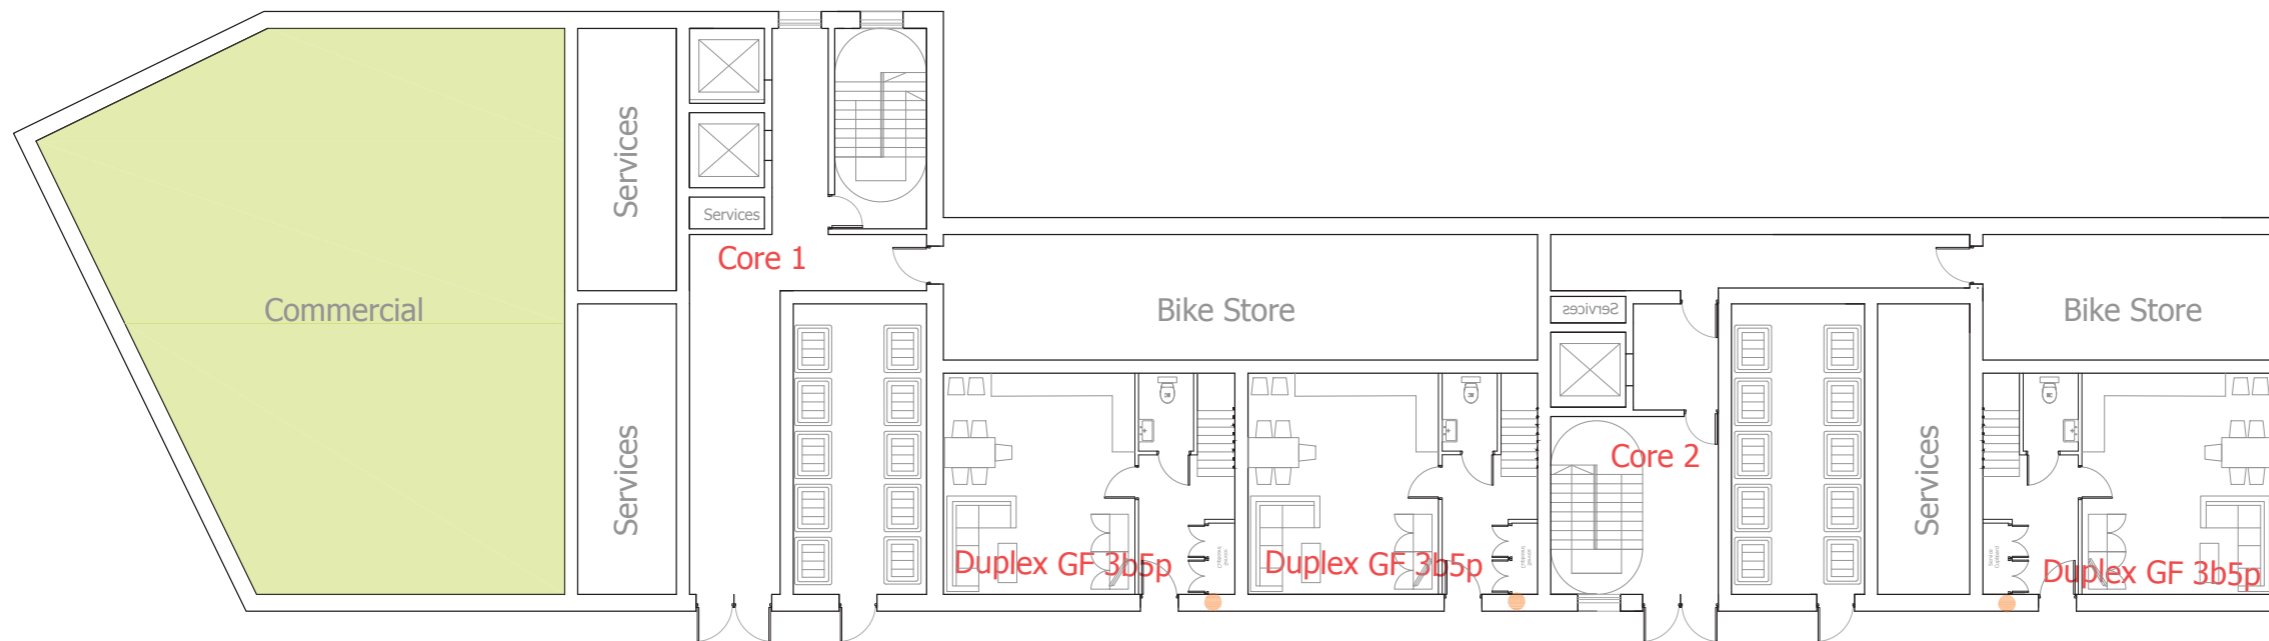 Services
Services
Core 1
Commercial
Services
Bike Store
Services
Bike Store
Core 2
Services
Duplex GF 3b5p
Duplex GF 3b5p
Duplex GF 3b5p